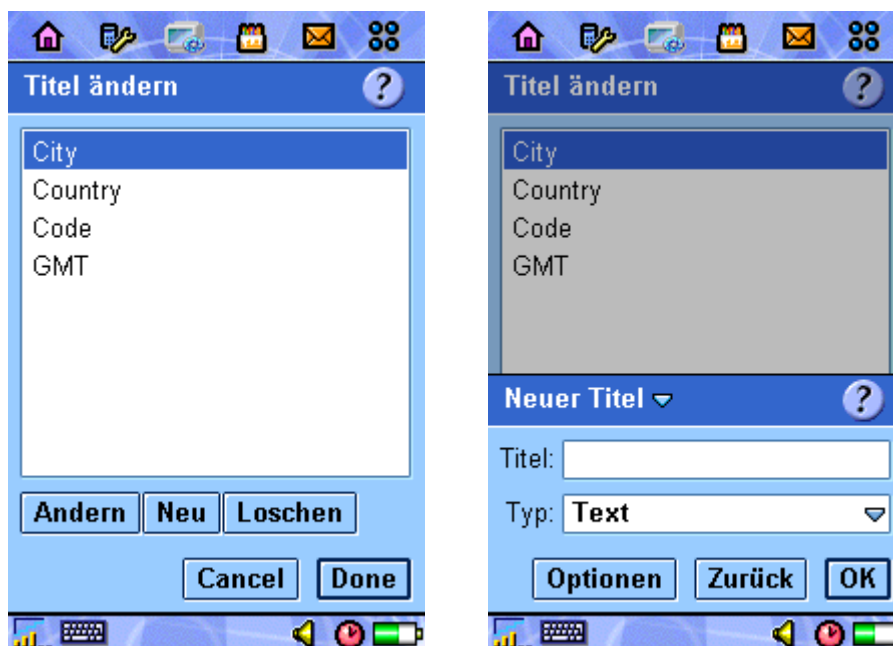 Titel ändern
City
Country
Code
GMT
Andern Neu Loschen
Cancel Done
Titel ändern
City
Country
Code
GMT
Neuer Titel
Titel:
Typ: Text
Optionen Zurück OK